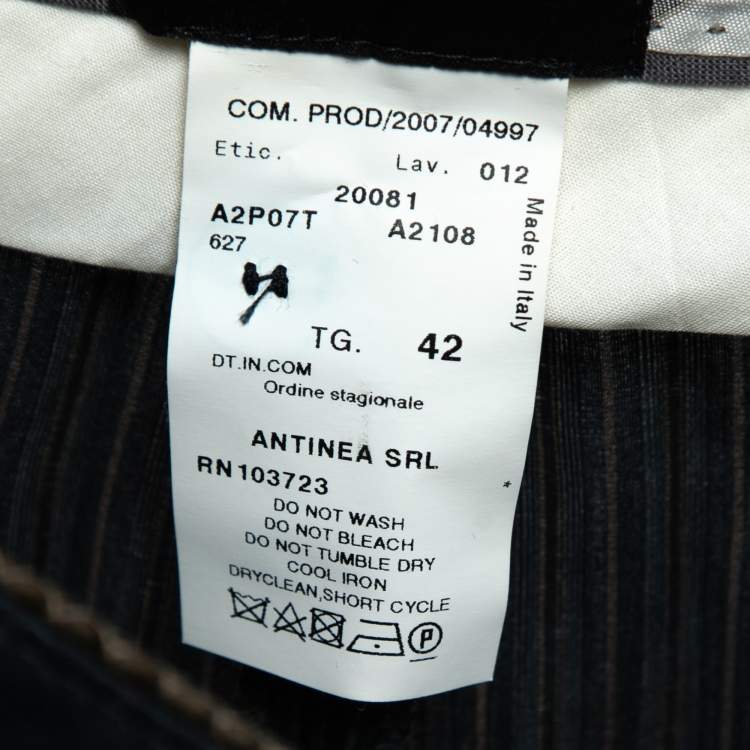 COM. PROD/2007/04997
Etic. Lav. 012
20081
A2P07T A2108
627
Made in Italy
TG. 42
DT.IN.COM
Ordine stagionale
ANTINEA SRL
RN103723
*
DO NOT WASH
DO NOT BLEACH
DO NOT TUMBLE DRY
COOL IRON
DRYCLEAN,SHORT CYCLE
P